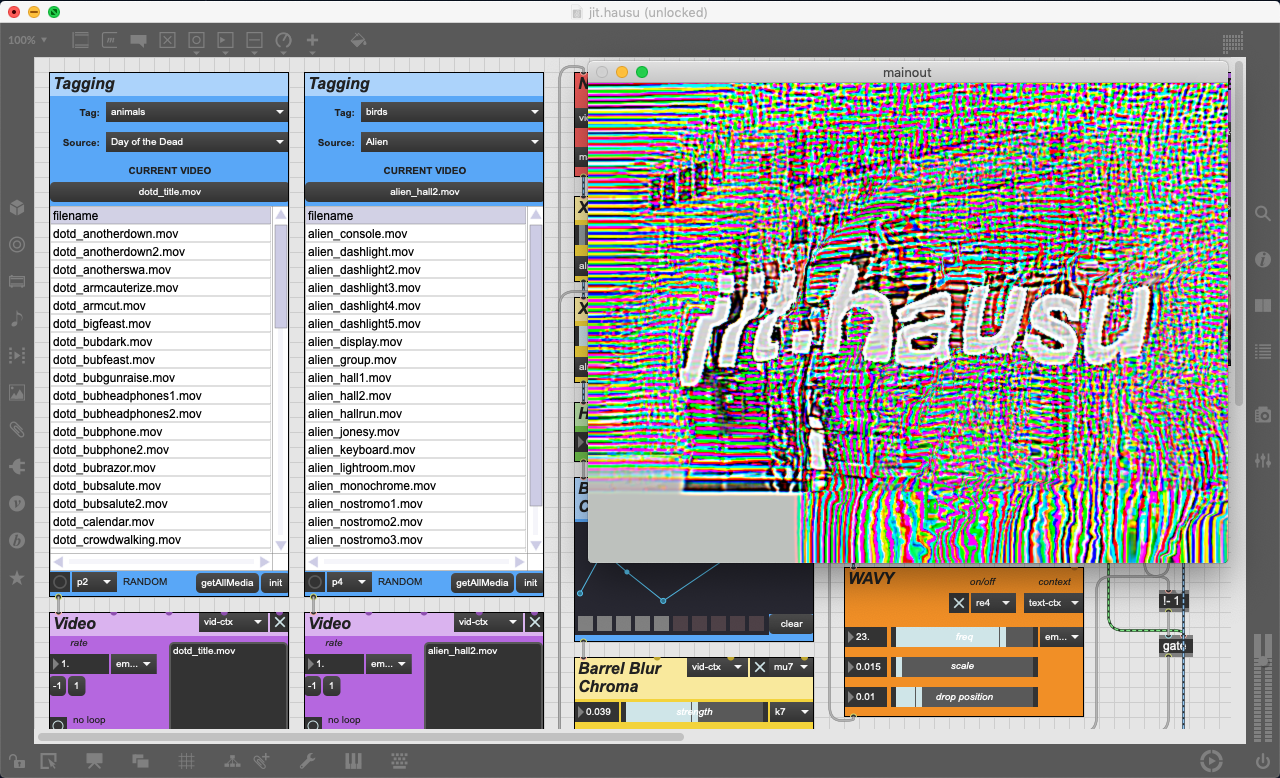 jit.hausu (unlocked)
100%
Tagging
Tag: animals
Source: Day of the Dead
CURRENT VIDEO
dotd_title.mov
filename
dotd_anotherdown.mov
dotd_anotherdown2.mov
dotd_anotherswa.mov
dotd_armcauterize.mov
dotd_armcut.mov
dotd_bigfeast.mov
dotd_bubdark.mov
dotd_bubfeast.mov
dotd_bubgunraise.mov
dotd_bubheadphones1.mov
dotd_bubheadphones2.mov
dotd_bubphone.mov
dotd_bubphone2.mov
dotd_bubrazor.mov
dotd_bubsalute.mov
dotd_bubsalute2.mov
dotd_calendar.mov
dotd_crowdwalking.mov
p2 RANDOM getAllMedia init
Video vid-ctx
rate
1. em...
dotd_title.mov
-1 1
no loop
Tagging
Tag: birds
Source: Alien
CURRENT VIDEO
alien_hall2.mov
filename
alien_console.mov
alien_dashlight.mov
alien_dashlight2.mov
alien_dashlight3.mov
alien_dashlight4.mov
alien_dashlight5.mov
alien_display.mov
alien_group.mov
alien_hall1.mov
alien_hall2.mov
alien_hallrun.mov
alien_jonesy.mov
alien_keyboard.mov
alien_lightroom.mov
alien_monochrome.mov
alien_nostromo1.mov
alien_nostromo2.mov
alien_nostromo3.mov
p4 RANDOM getAllMedia init
Video vid-ctx
rate
1. em...
alien_hall2.mov
-1 1
no loop
mainout
jit.hausu
clear
Barrel Blur
Chroma
vid-ctx mu7
0.039 strength k7
WAVY on/off context
re4 text-ctx
23. freq em...
0.015 scale
0.01 drop position
!- 1
gate